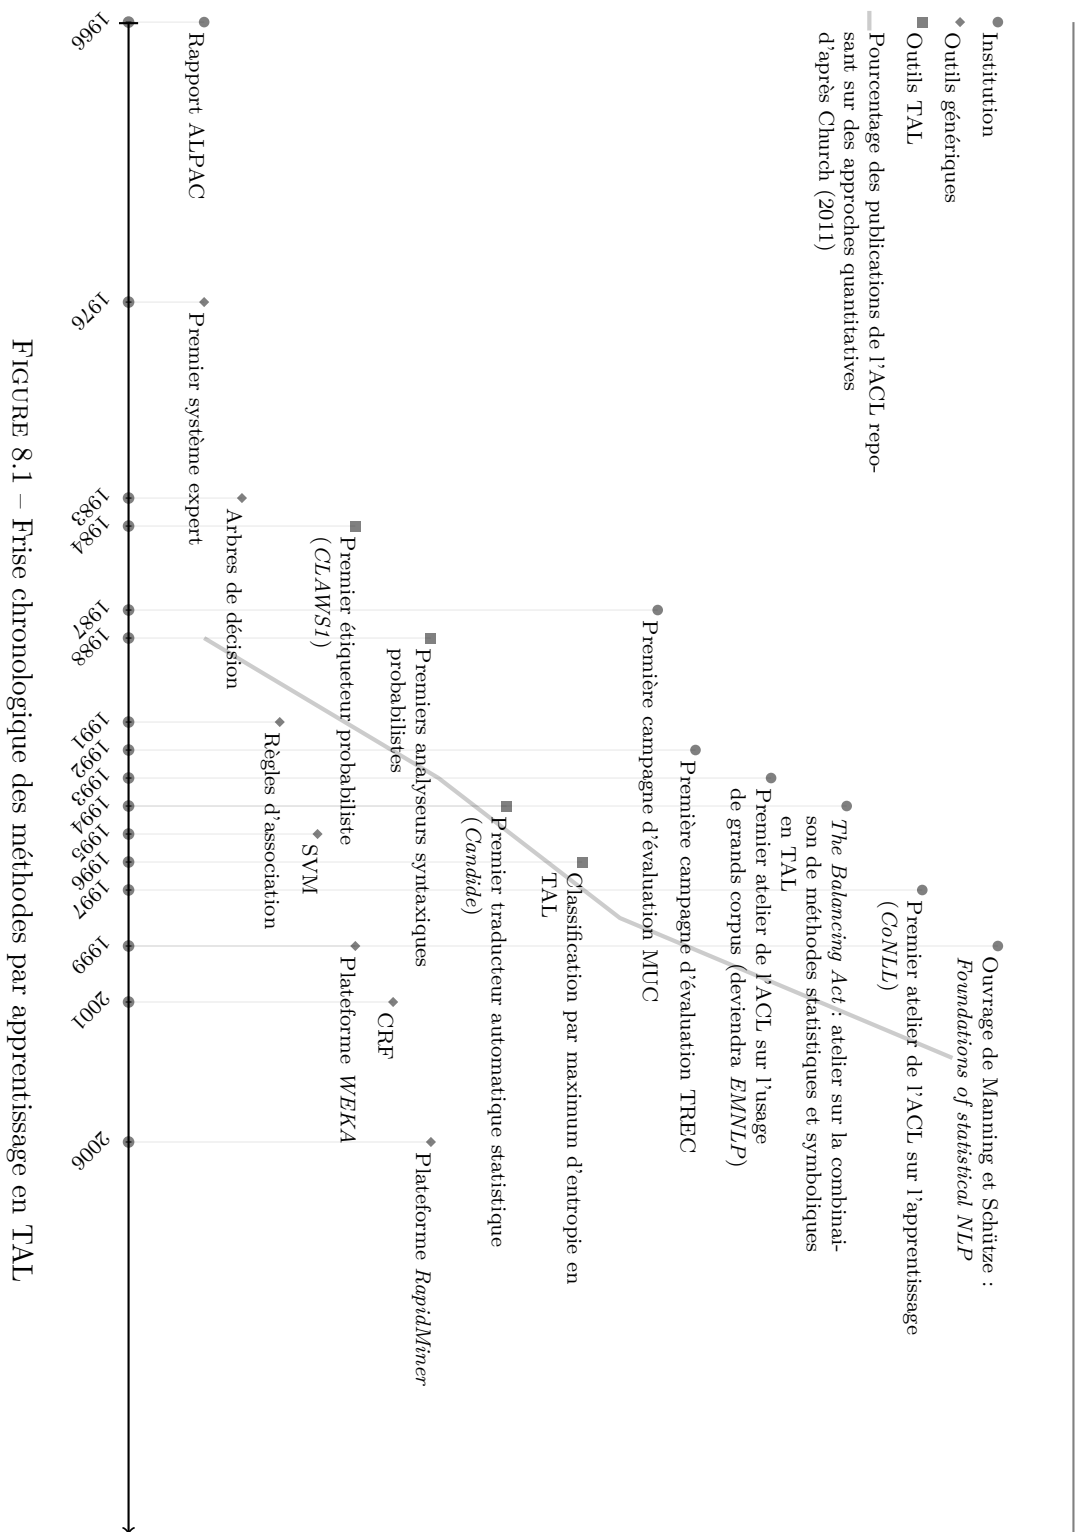 Institution
Outils génériques
Outils TAL
Pourcentage des publications de l'ACL repo-
sant sur des approches quantitatives
d'après Church (2011)
Ouvrage de Manning et Schütze :
Foundations of statistical NLP
Premier atelier de l'ACL sur l'apprentissage
(CoNLL)
The Balancing Act : atelier sur la combinai-
son de méthodes statistiques et symboliques
en TAL
Premier atelier de l'ACL sur l'usage
de grands corpus (deviendra EMNLP)
Première campagne d'évaluation TREC
Première campagne d'évaluation MUC
Classification par maximum d'entropie en
TAL
Premier traducteur automatique statistique
(Candide)
Premiers analyseurs syntaxiques
probabilistes
Plateforme RapidMiner
CRF
Premier étiqueteur probabiliste
(CLAWS1)
Plateforme WEKA
SVM
Règles d'association
Arbres de décision
Rapport ALPAC
Premier système expert
1966
1976
1983
1984
1987
1988
1991
1992
1993
1994
1995
1996
1997
1999
2001
2006
FIGURE 8.1 – Frise chronologique des méthodes par apprentissage en TAL